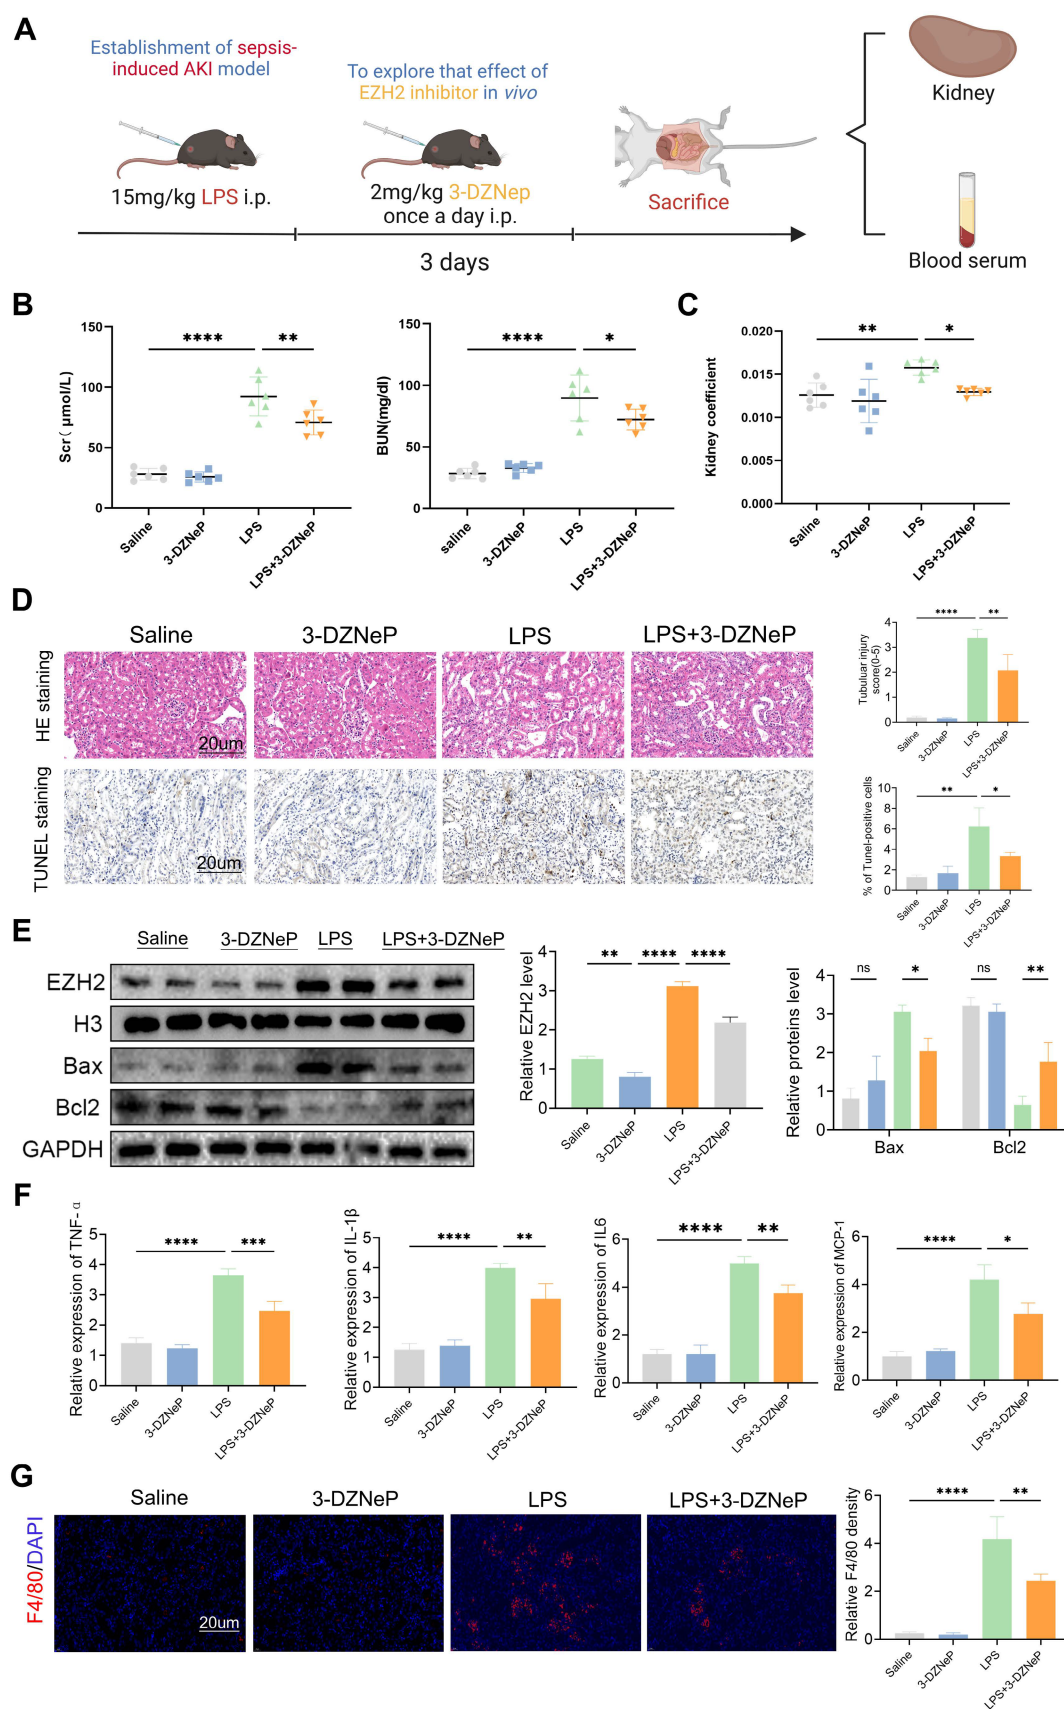 A
Establishment of sepsis-
induced AKI model
15mg/kg LPS i.p.
To explore that effect of
EZH2 inhibitor in vivo
2mg/kg 3-DZNep
once a day i.p.
3 days
Sacrifice
Kidney
Blood serum
B
Scr( μmol/L)
150
100
50
0
****
**
Saline
3-DZNeP
LPS
LPS+3-DZNeP
BUN(mg/dl)
150
100
50
0
****
*
saline
3-DZNeP
LPS
LPS+3-DZNeP
C
Kidney coefficient
0.020
0.015
0.010
0.005
0.000
**
*
Saline
3-DZNeP
LPS
LPS+3-DZNeP
D
Saline
3-DZNeP
LPS
LPS+3-DZNeP
HE staining
20um
TUNEL staining
20um
Tubuluar injury
score(0-5)
4
3
2
1
0
****
**
Saline
3-DZNeP
LPS
LPS+3-DZNeP
% of Tunel-positive cells
10
8
6
4
2
0
**
*
Saline
3-DZNeP
LPS
LPS+3-DZNeP
E
Saline
3-DZNeP
LPS
LPS+3-DZNeP
EZH2
H3
Bax
Bcl2
GAPDH
Relative EZH2 level
4
3
2
1
0
**
****
****
Saline
3-DZNeP
LPS
LPS+3-DZNeP
Relative proteins level
4
3
2
1
0
ns
*
ns
**
Bax
Bcl2
F
Relative expression of TNF-α
5
4
3
2
1
0
****
***
Saline
3-DZNeP
LPS
LPS+3-DZNeP
Relative expression of IL-1β
5
4
3
2
1
0
****
**
Saline
3-DZNeP
LPS
LPS+3-DZNeP
Relative expression of IL6
6
4
2
0
****
**
Saline
3-DZNeP
LPS
LPS+3-DZNeP
Relative expression of MCP-1
6
4
2
0
****
*
Saline
3-DZNeP
LPS
LPS+3-DZNeP
G
Saline
3-DZNeP
LPS
LPS+3-DZNeP
F4/80/DAPI
20um
Relative F4/80 density
6
4
2
0
****
**
Saline
3-DZNeP
LPS
LPS+3-DZNeP